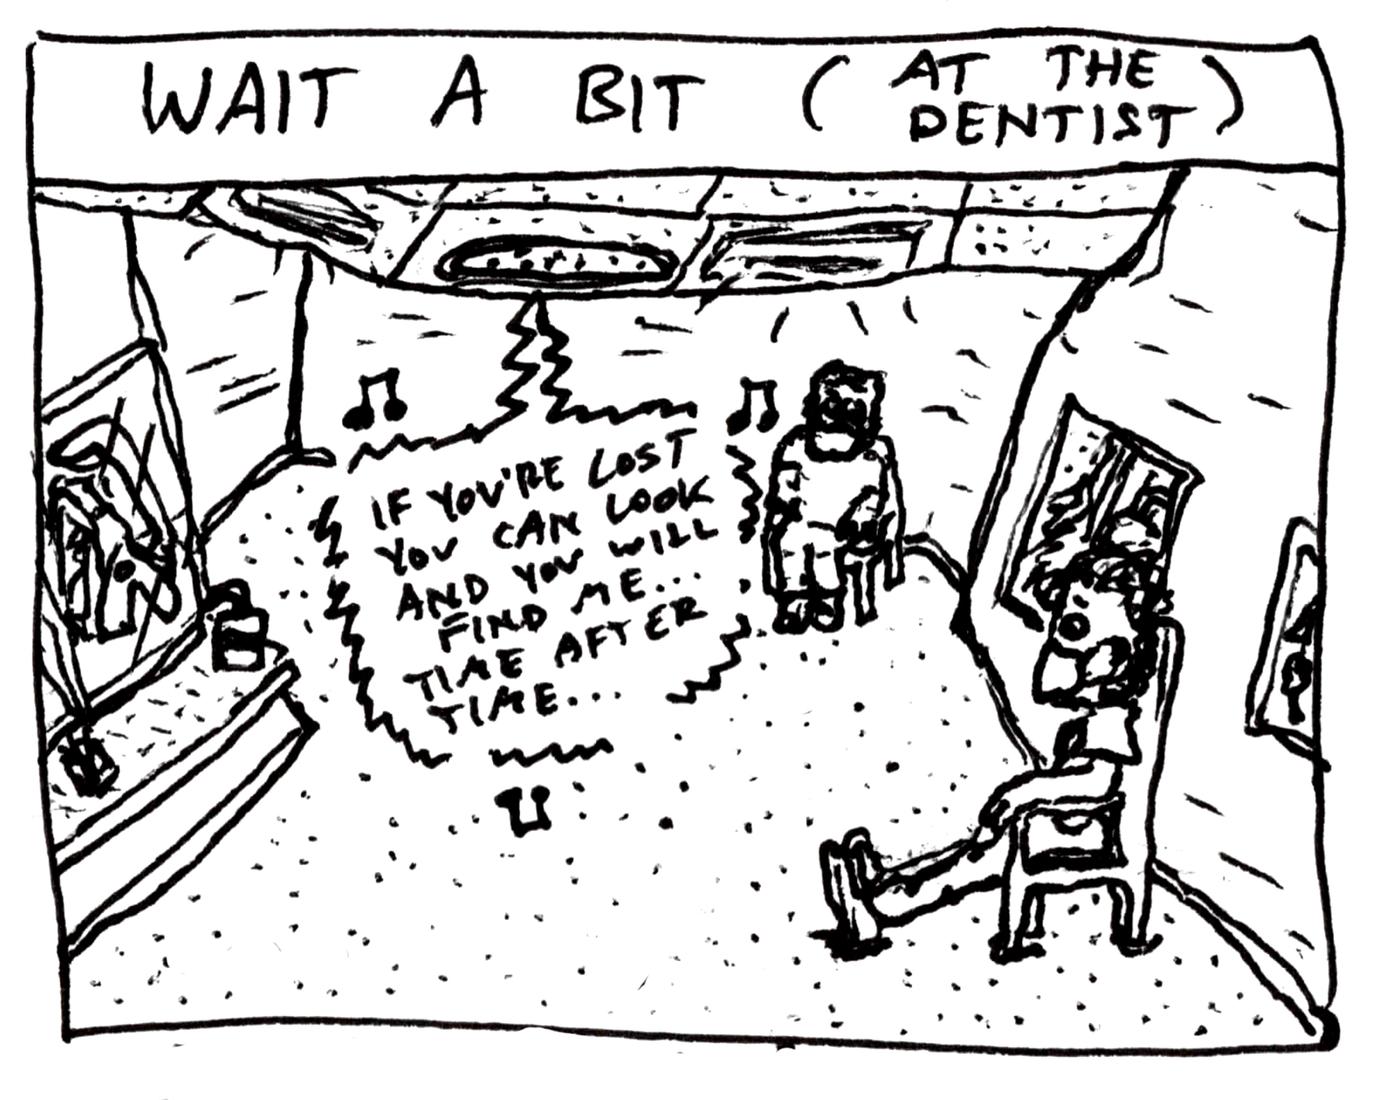 WAIT A BIT (AT THE DENTIST)
IF YOU'RE LOST
YOU CAN LOOK
AND YOU WILL
FIND ME...
TIME AFTER
TIME...